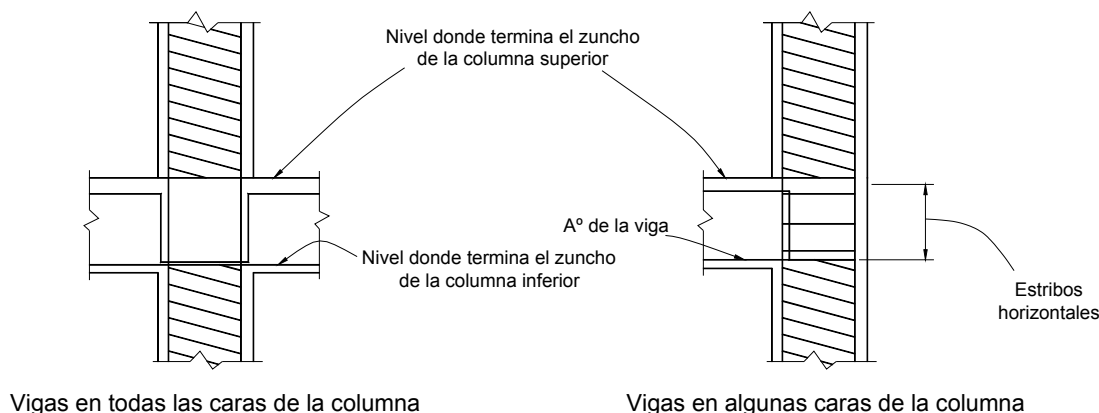 Nivel donde termina el zuncho
de la columna superior
Aº de la viga
Nivel donde termina el zuncho
de la columna inferior
Estribos
horizontales
Vigas en todas las caras de la columna
Vigas en algunas caras de la columna